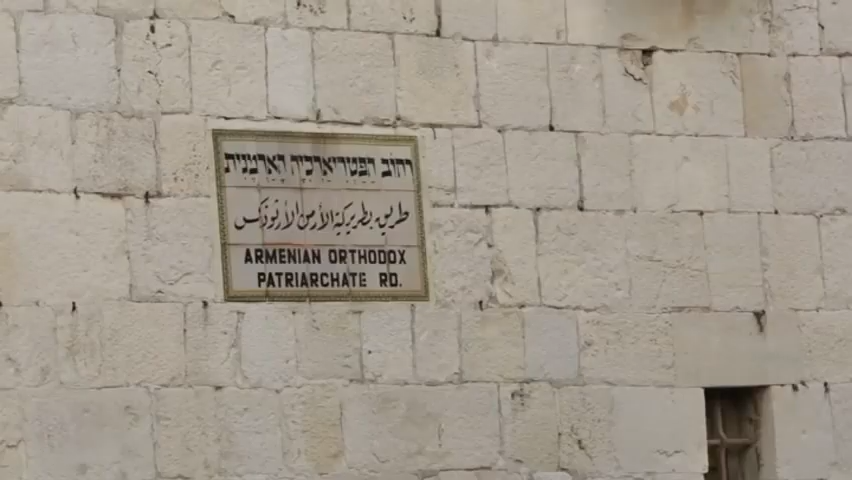 רחוב הפטריארכיה הארמנית
طريق بطريركية الأرمن الأرثوذكس
ARMENIAN ORTHODOX
PATRIARCHATE RD.